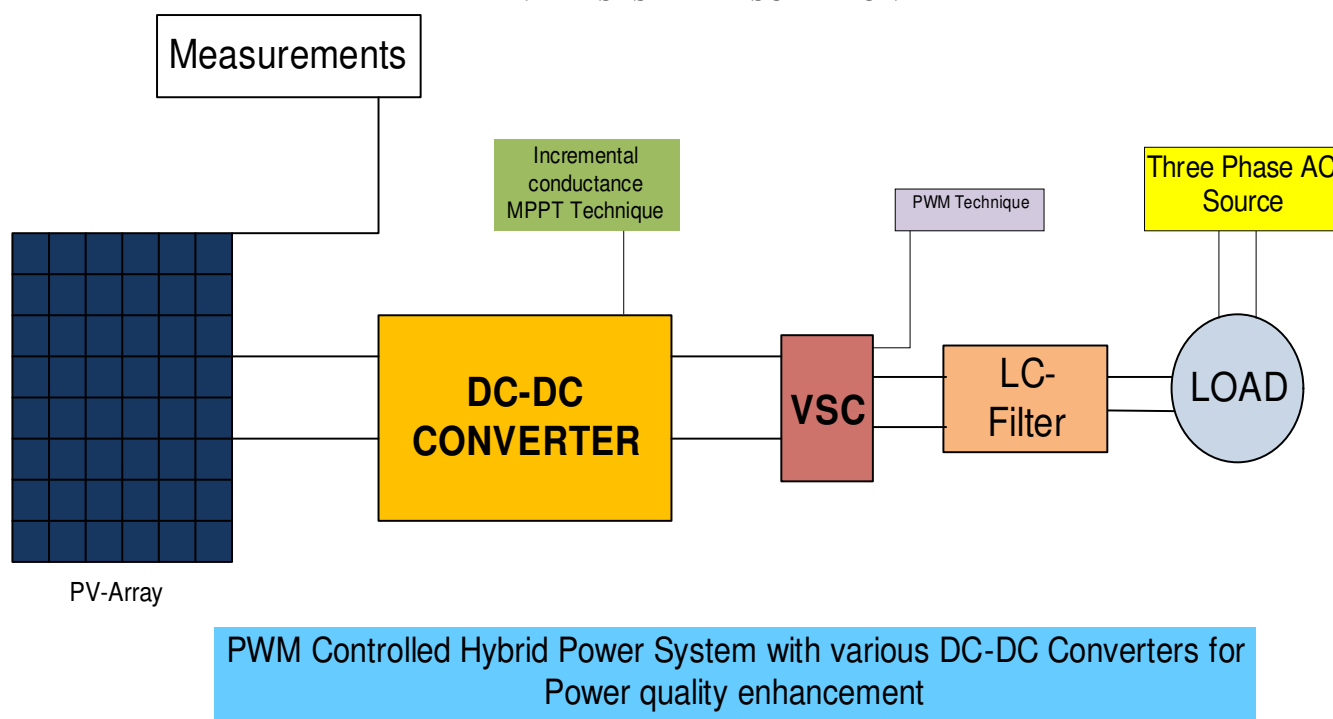 Measurements
Incremental
conductance
MPPT Technique
PWM Technique
Three Phase AC
Source
DC-DC
CONVERTER
VSC
LC-
Filter
LOAD
PV-Array
PWM Controlled Hybrid Power System with various DC-DC Converters for
Power quality enhancement